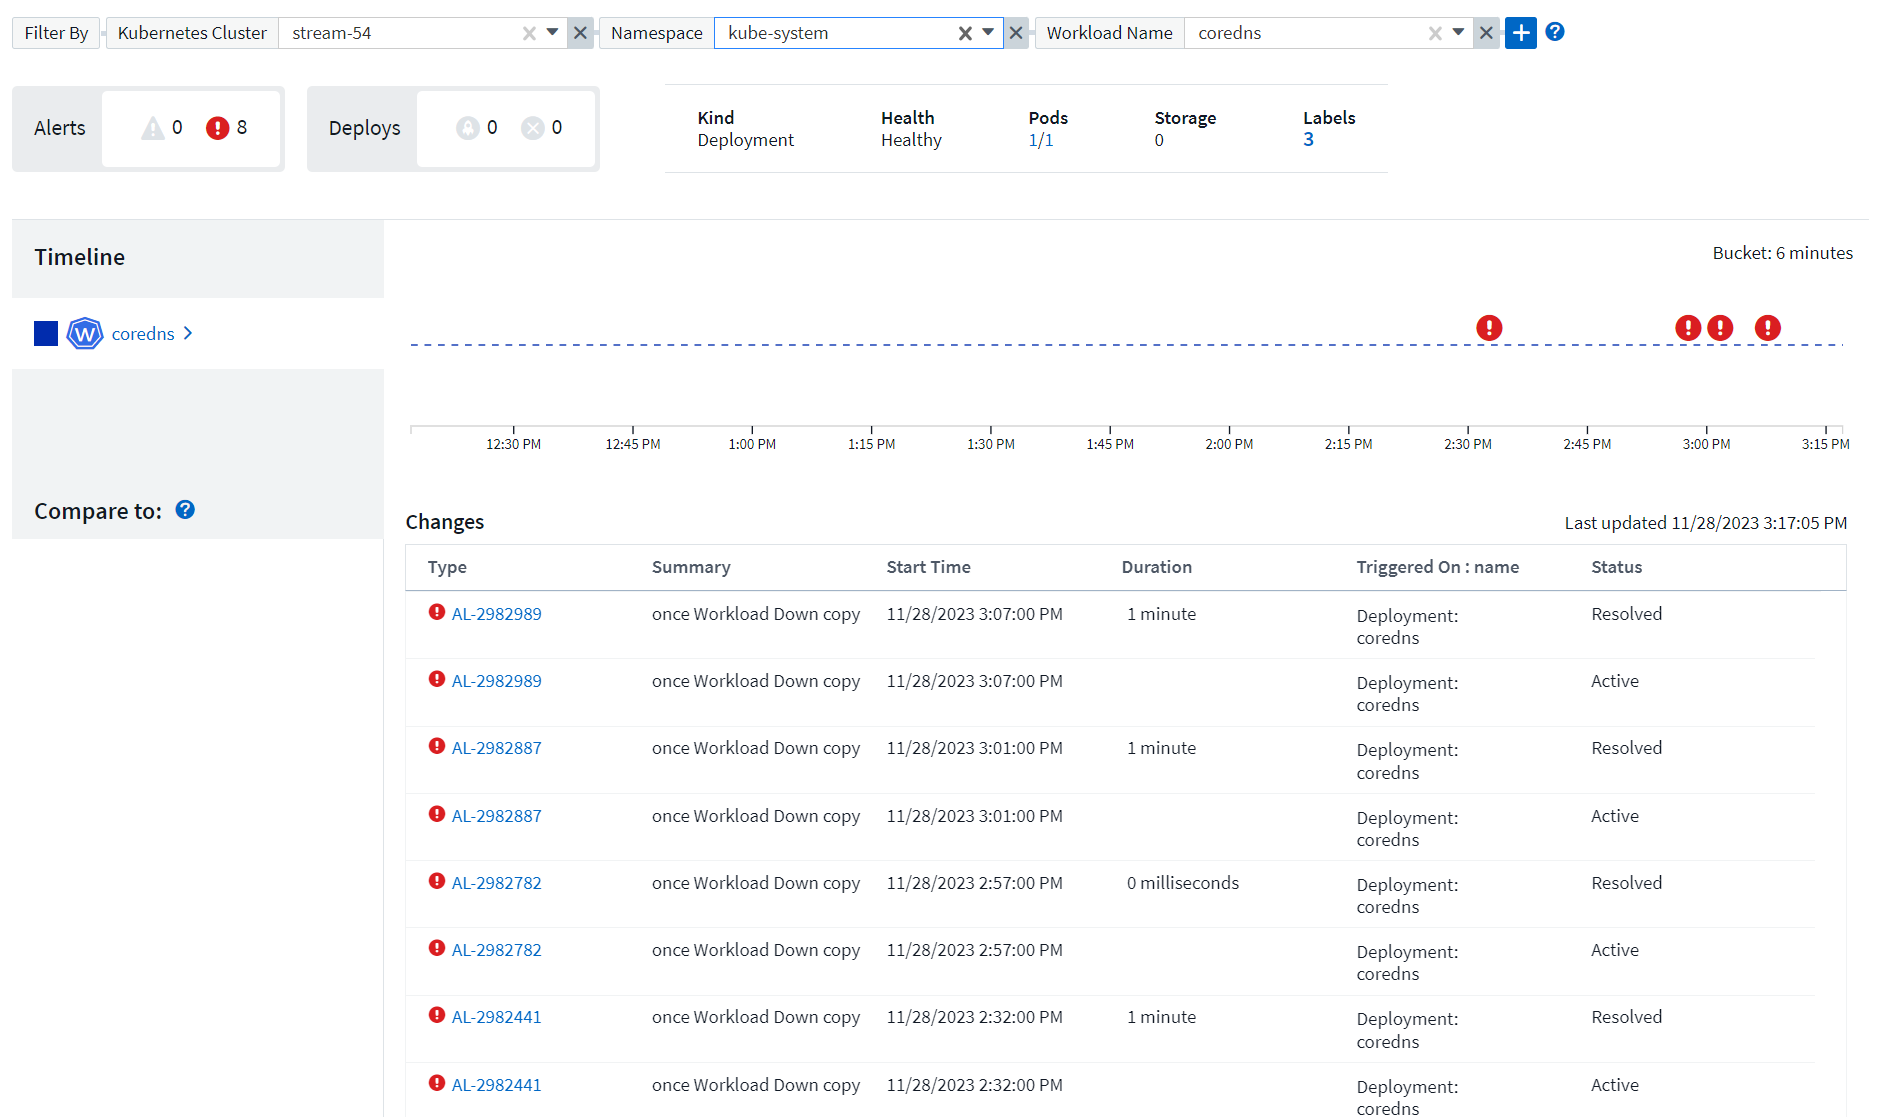 Filter By Kubernetes Cluster stream-54 Namespace kube-system Workload Name coredns
Alerts 0 8 Deploys 0 0
Kind Health Pods Storage Labels
Deployment Healthy 1/1 0 3
Timeline
Bucket: 6 minutes
W coredns
12:30 PM 12:45 PM 1:00 PM 1:15 PM 1:30 PM 1:45 PM 2:00 PM 2:15 PM 2:30 PM 2:45 PM 3:00 PM 3:15 PM
Compare to:
Changes Last updated 11/28/2023 3:17:05 PM
Type Summary Start Time Duration Triggered On : name Status
AL-2982989 once Workload Down copy 11/28/2023 3:07:00 PM 1 minute Deployment: Resolved
coredns
AL-2982989 once Workload Down copy 11/28/2023 3:07:00 PM Deployment: Active
coredns
AL-2982887 once Workload Down copy 11/28/2023 3:01:00 PM 1 minute Deployment: Resolved
coredns
AL-2982887 once Workload Down copy 11/28/2023 3:01:00 PM Deployment: Active
coredns
AL-2982782 once Workload Down copy 11/28/2023 2:57:00 PM 0 milliseconds Deployment: Resolved
coredns
AL-2982782 once Workload Down copy 11/28/2023 2:57:00 PM Deployment: Active
coredns
AL-2982441 once Workload Down copy 11/28/2023 2:32:00 PM 1 minute Deployment: Resolved
coredns
AL-2982441 once Workload Down copy 11/28/2023 2:32:00 PM Deployment: Active
coredns